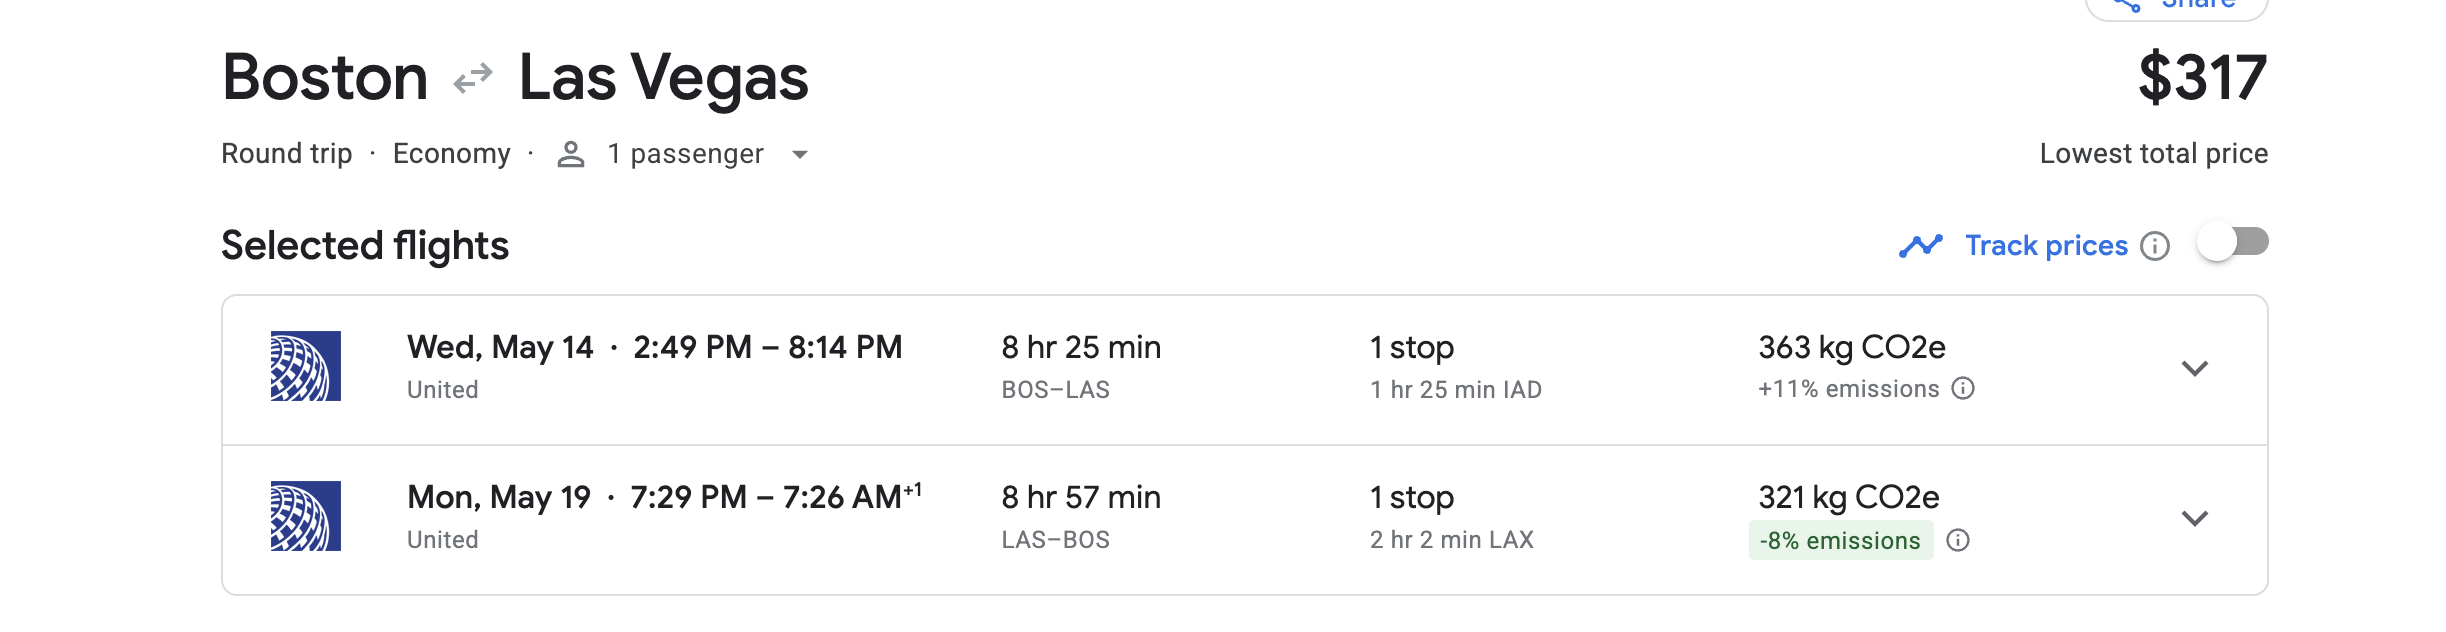 Share
Boston Las Vegas
$317
Round trip · Economy · 1 passenger
Lowest total price
Selected flights
Track prices
Wed, May 14 · 2:49 PM – 8:14 PM
8 hr 25 min
1 stop
363 kg CO2e
United
BOS–LAS
1 hr 25 min IAD
+11% emissions
Mon, May 19 · 7:29 PM – 7:26 AM+1
8 hr 57 min
1 stop
321 kg CO2e
United
LAS–BOS
2 hr 2 min LAX
-8% emissions